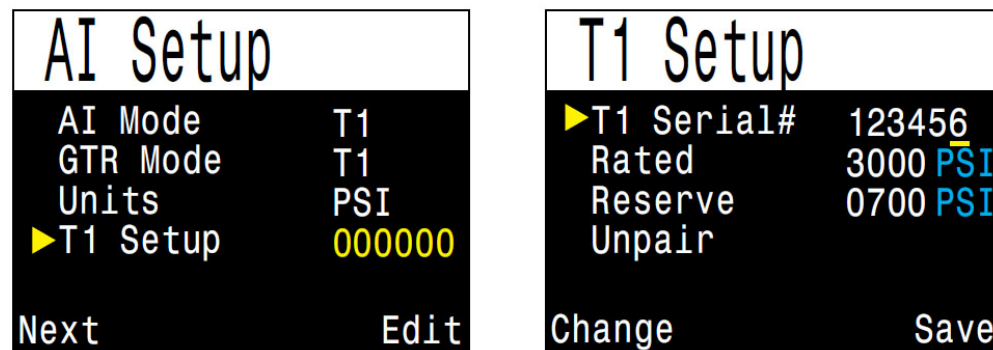 AI Setup
AI Mode T1
GTR Mode T1
Units PSI
T1 Setup 000000
Next Edit
T1 Setup
T1 Serial# 123456
Rated 3000 PSI
Reserve 0700 PSI
Unpair
Change Save